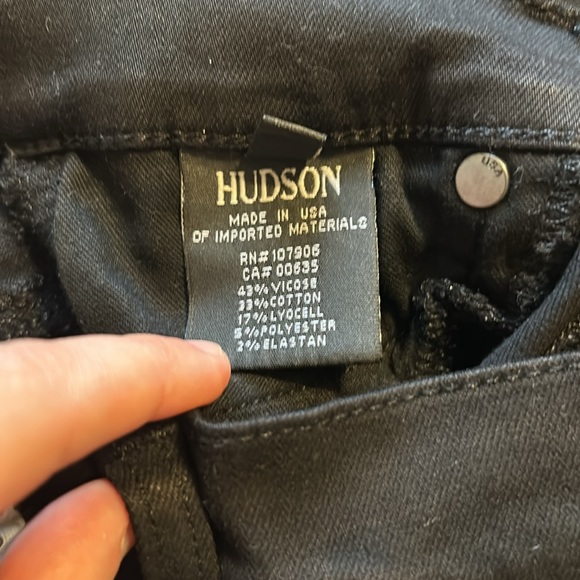 HUDSON
MADE IN USA
OF IMPORTED MATERIALS
RN# 107906
CA# 00635
43% VICOSE
33% COTTON
17% LYOCELL
5% POLYESTER
2% ELASTAN
USA